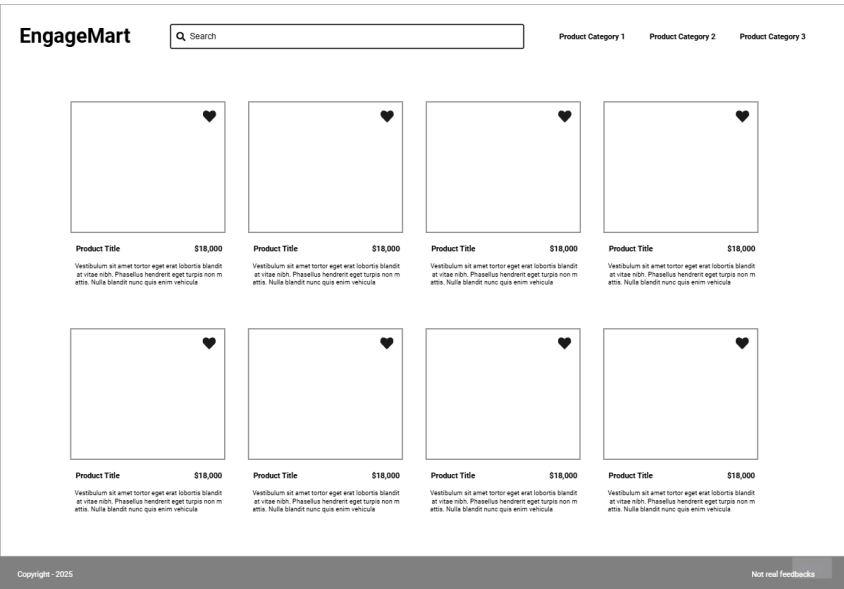 EngageMart
Search
Product Category 1
Product Category 2
Product Category 3
Product Title $18,000
Vestibulum sit amet tortor eget erat lobortis blandit
at vitae nibh. Phasellus hendrerit eget turpis non m
attis. Nulla blandit nunc quis enim vehicula
Product Title $18,000
Vestibulum sit amet tortor eget erat lobortis blandit
at vitae nibh. Phasellus hendrerit eget turpis non m
attis. Nulla blandit nunc quis enim vehicula
Product Title $18,000
Vestibulum sit amet tortor eget erat lobortis blandit
at vitae nibh. Phasellus hendrerit eget turpis non m
attis. Nulla blandit nunc quis enim vehicula
Product Title $18,000
Vestibulum sit amet tortor eget erat lobortis blandit
at vitae nibh. Phasellus hendrerit eget turpis non m
attis. Nulla blandit nunc quis enim vehicula
Product Title $18,000
Vestibulum sit amet tortor eget erat lobortis blandit
at vitae nibh. Phasellus hendrerit eget turpis non m
attis. Nulla blandit nunc quis enim vehicula
Product Title $18,000
Vestibulum sit amet tortor eget erat lobortis blandit
at vitae nibh. Phasellus hendrerit eget turpis non m
attis. Nulla blandit nunc quis enim vehicula
Product Title $18,000
Vestibulum sit amet tortor eget erat lobortis blandit
at vitae nibh. Phasellus hendrerit eget turpis non m
attis. Nulla blandit nunc quis enim vehicula
Product Title $18,000
Vestibulum sit amet tortor eget erat lobortis blandit
at vitae nibh. Phasellus hendrerit eget turpis non m
attis. Nulla blandit nunc quis enim vehicula
Copyright - 2025
Not real feedbacks